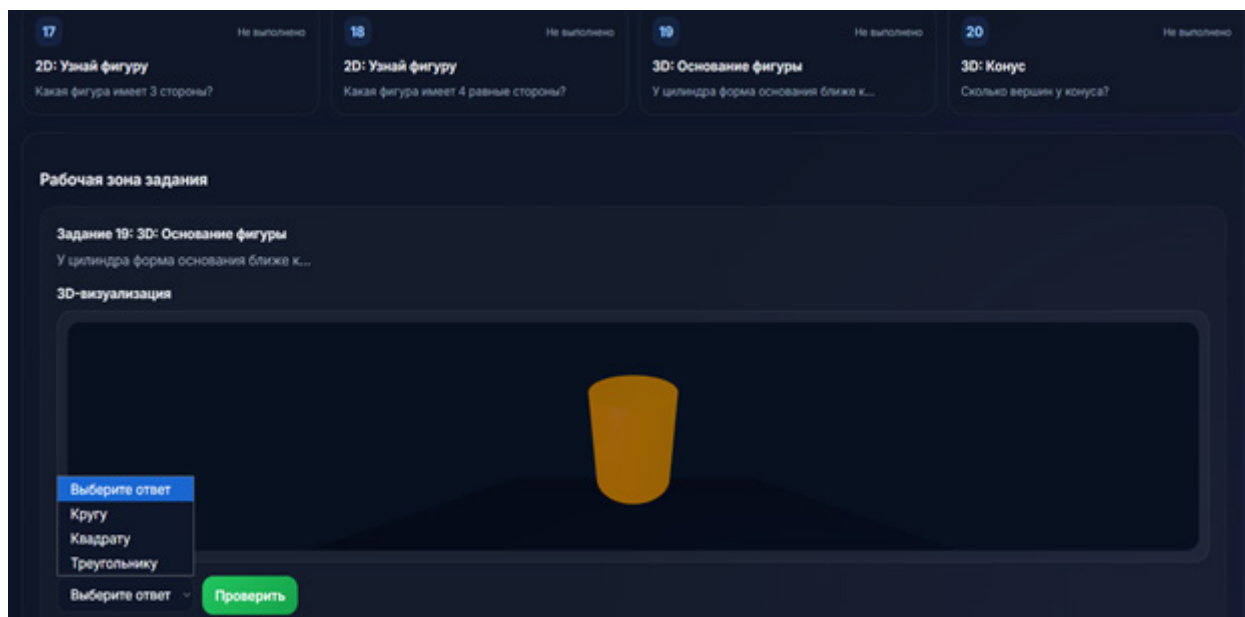 17 Не выполнено
18 Не выполнено
19 Не выполнено
20 Не выполнено
2D: Узнай фигуру
2D: Узнай фигуру
3D: Основание фигуры
3D: Конус
Какая фигура имеет 3 стороны?
Какая фигура имеет 4 равные стороны?
У цилиндра форма основания ближе к...
Сколько вершин у конуса?
Рабочая зона задания
Задание 19: 3D: Основание фигуры
У цилиндра форма основания ближе к...
3D-визуализация
Выберите ответ
Кругу
Квадрату
Треугольнику
Выберите ответ
Проверить